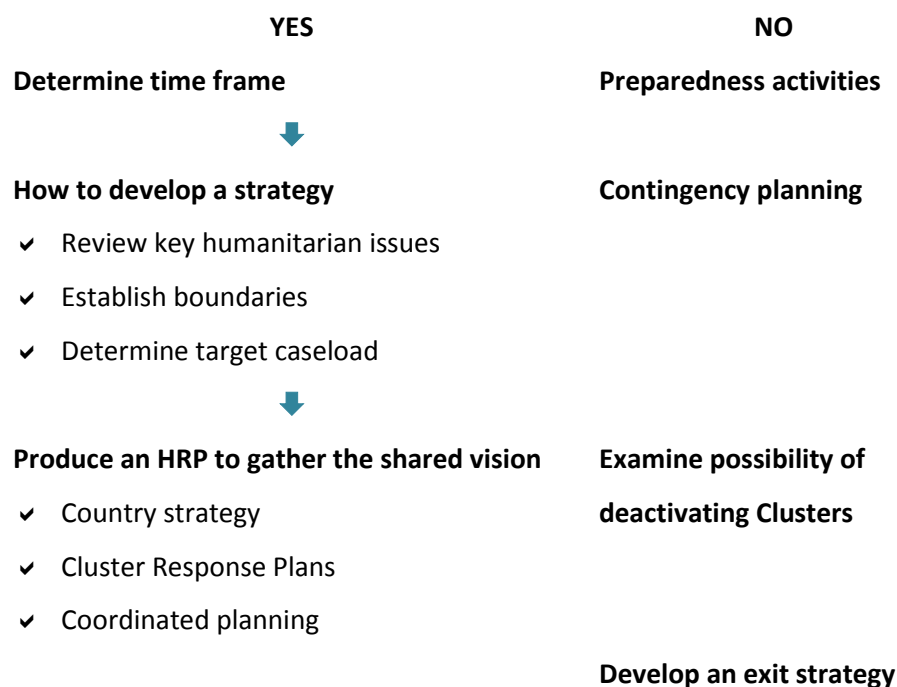 YES NO
Determine time frame Preparedness activities
How to develop a strategy Contingency planning
Review key humanitarian issues
Establish boundaries
Determine target caseload
Produce an HRP to gather the shared vision Examine possibility of
Country strategy deactivating Clusters
Cluster Response Plans
Coordinated planning
Develop an exit strategy